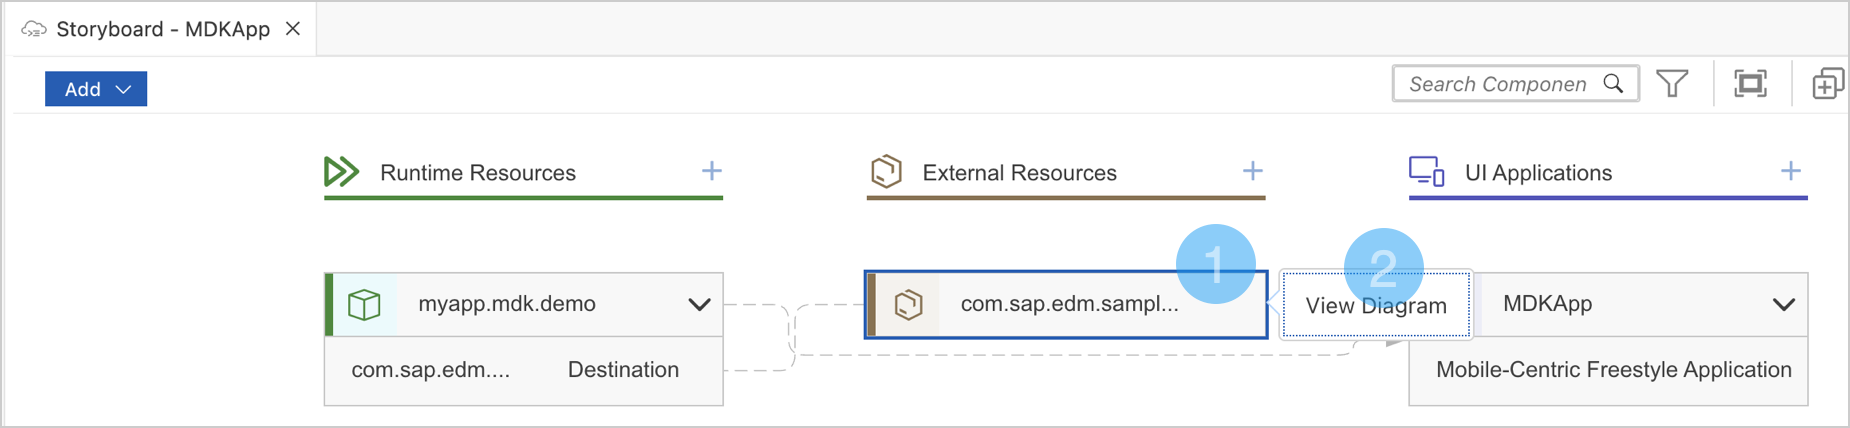 Storyboard - MDKApp
Add
Search Componen
Runtime Resources
External Resources
UI Applications
1
2
myapp.mdk.demo
com.sap.edm.sampl...
View Diagram
MDKApp
com.sap.edm.... Destination
Mobile-Centric Freestyle Application